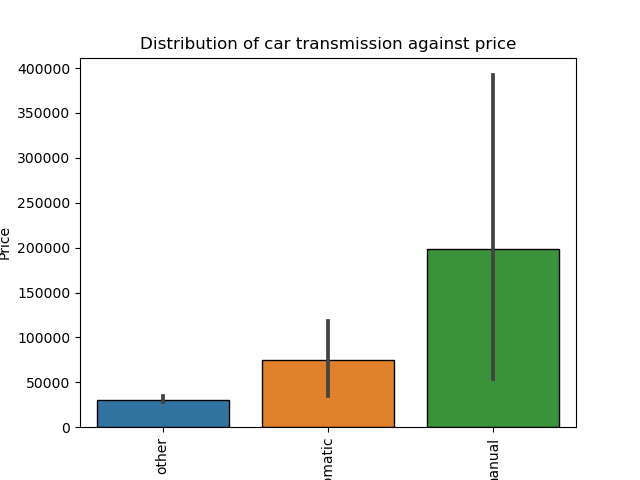 Distribution of car transmission against price
400000
350000
300000
250000
200000
150000
100000
50000
0
Price
other
omatic
anual